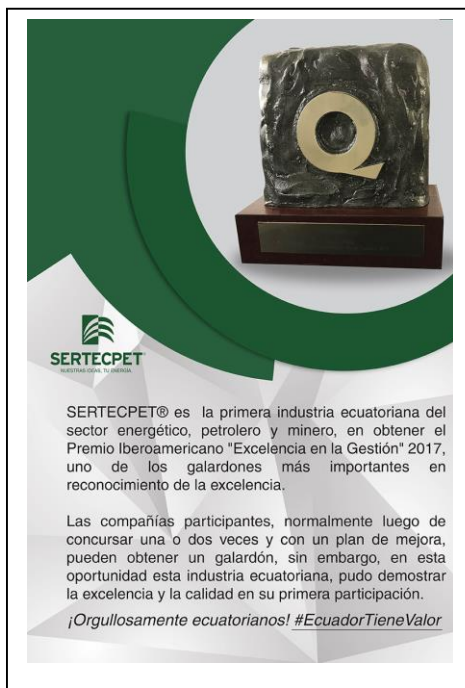 Q
SERTECPET®
NUESTRAS IDEAS, TU ENERGÍA
SERTECPET® es la primera industria ecuatoriana del
sector energético, petrolero y minero, en obtener el
Premio Iberoamericano "Excelencia en la Gestión" 2017,
uno de los galardones más importantes en
reconocimiento de la excelencia.
Las compañías participantes, normalmente luego de
concursar una o dos veces y con un plan de mejora,
pueden obtener un galardón, sin embargo, en esta
oportunidad esta industria ecuatoriana, pudo demostrar
la excelencia y la calidad en su primera participación.
¡Orgullosamente ecuatorianos! #EcuadorTieneValor